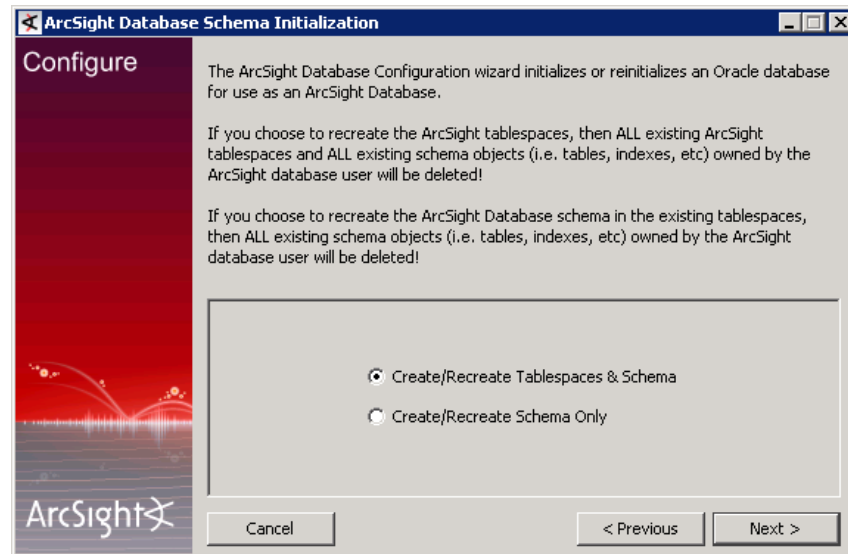 ArcSight Database Schema Initialization
Configure
The ArcSight Database Configuration wizard initializes or reinitializes an Oracle database
for use as an ArcSight Database.
If you choose to recreate the ArcSight tablespaces, then ALL existing ArcSight
tablespaces and ALL existing schema objects (i.e. tables, indexes, etc) owned by the
ArcSight database user will be deleted!
If you choose to recreate the ArcSight Database schema in the existing tablespaces,
then ALL existing schema objects (i.e. tables, indexes, etc) owned by the ArcSight
database user will be deleted!
Create/Recreate Tablespaces & Schema
Create/Recreate Schema Only
ArcSight
Cancel
< Previous
Next >